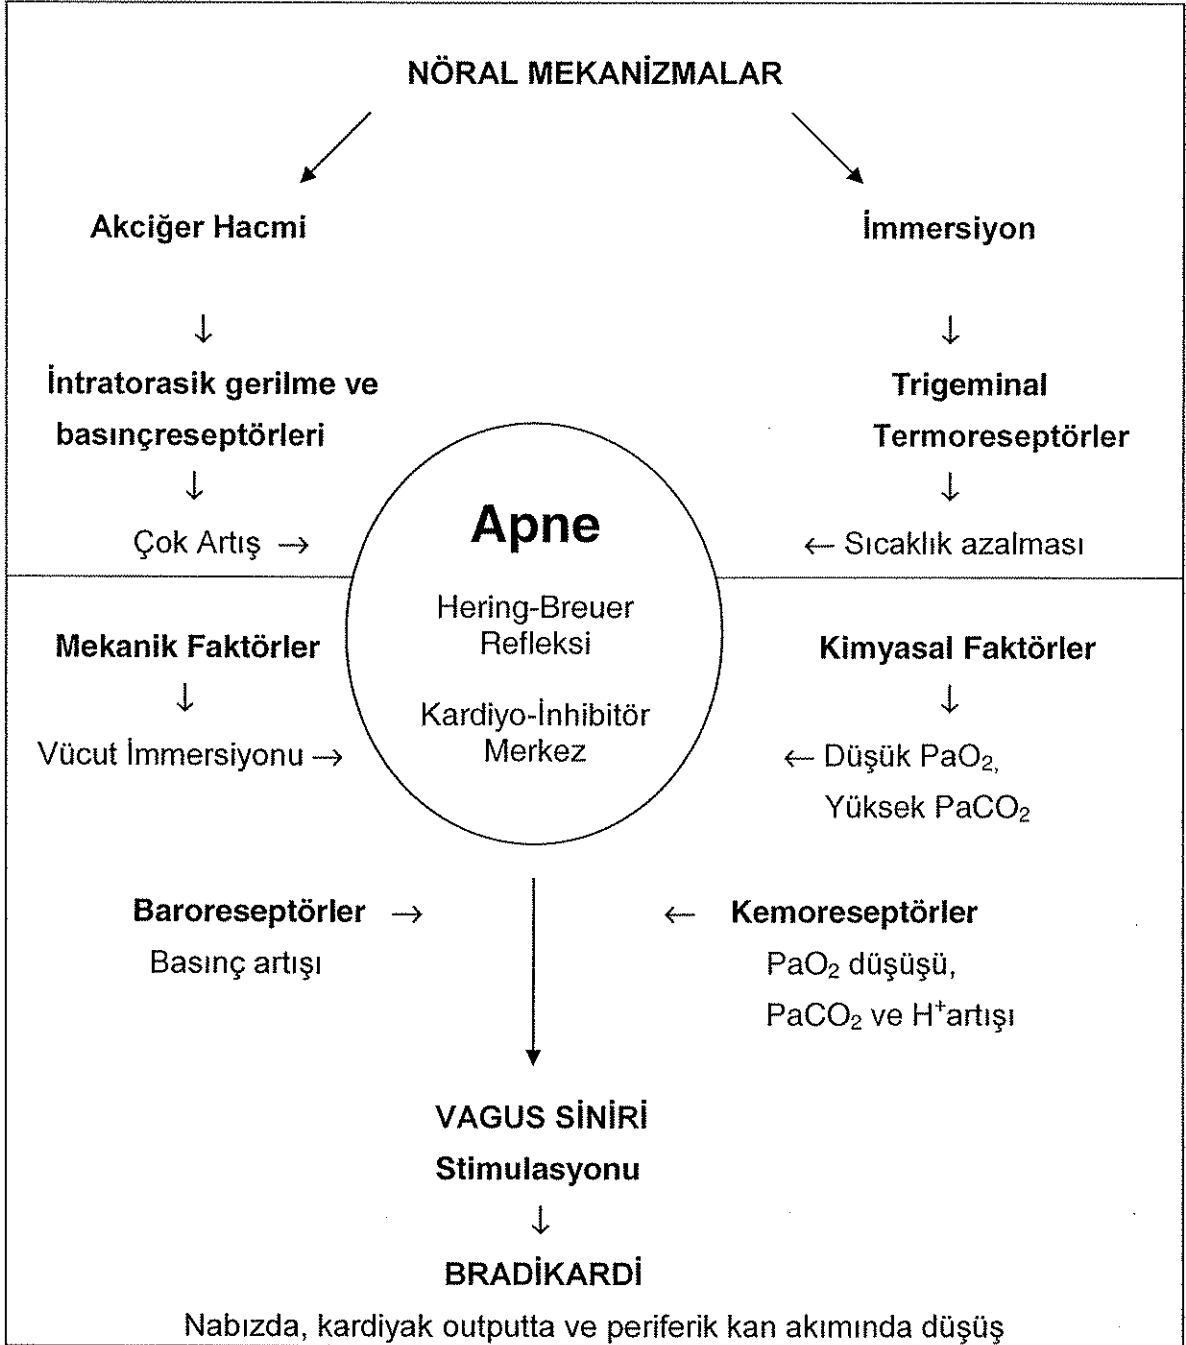 NÖRAL MEKANİZMALAR
Akciğer Hacmi
İmmersiyon
↓
↓
İntratorasik gerilme ve
basınçreseptörleri
Trigeminal
Termoreseptörler
↓
↓
Çok Artış →
← Sıcaklık azalması
Apne
Hering-Breuer
Refleksi
Kardiyo-İnhibitör
Merkez
Mekanik Faktörler
↓
Vücut İmmersiyonu →
Kimyasal Faktörler
↓
← Düşük PaO₂,
Yüksek PaCO₂
Baroreseptörler →
Basınç artışı
← Kemoreseptörler
PaO₂ düşüşü,
PaCO₂ ve H⁺artışı
VAGUS SİNİRİ
Stimulasyonu
↓
BRADİKARDİ
Nabızda, kardiyak outputta ve periferik kan akımında düşüş